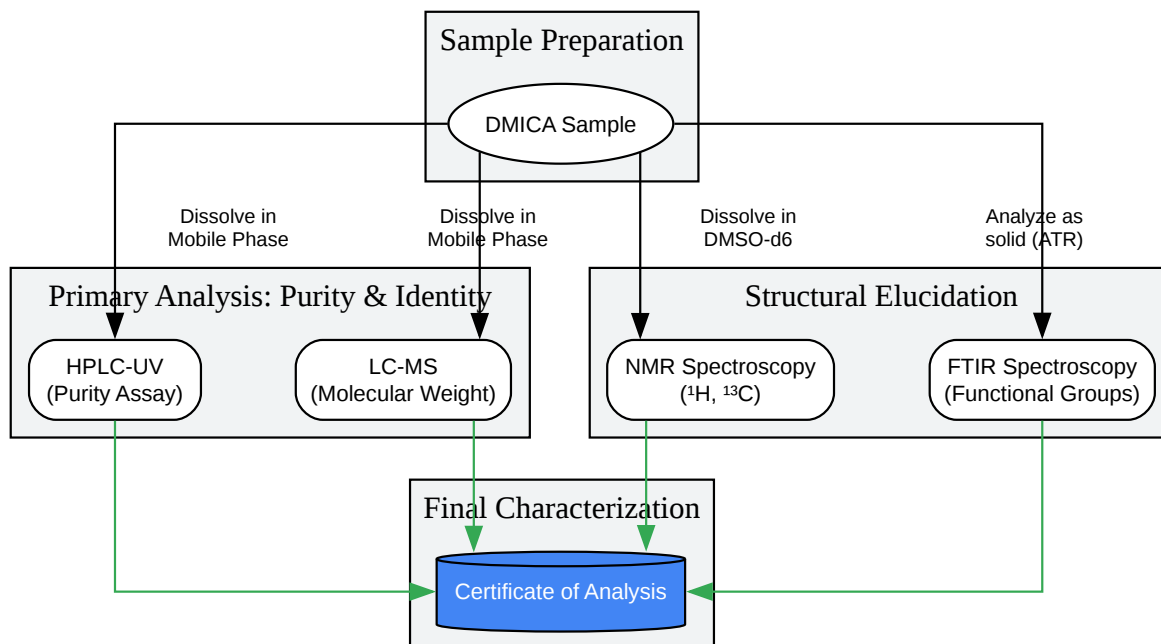 Sample Preparation
DMICA Sample
Dissolve in
Mobile Phase
Dissolve in
Mobile Phase
Dissolve in
DMSO-d6
Analyze as
solid (ATR)
Primary Analysis: Purity & Identity
Structural Elucidation
HPLC-UV
(Purity Assay)
LC-MS
(Molecular Weight)
NMR Spectroscopy
(¹H, ¹³C)
FTIR Spectroscopy
(Functional Groups)
Final Characterization
Certificate of Analysis